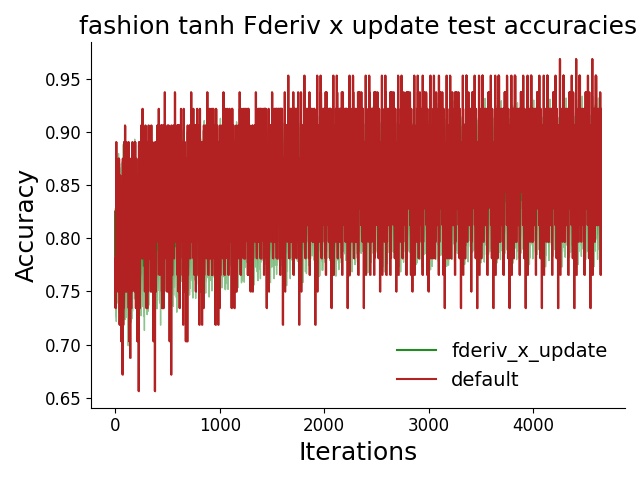 fashion tanh Fderiv x update test accuracies
Accuracy
0.95
0.90
0.85
0.80
0.75
0.70
0.65
fderiv_x_update
default
0 1000 2000 3000 4000
Iterations